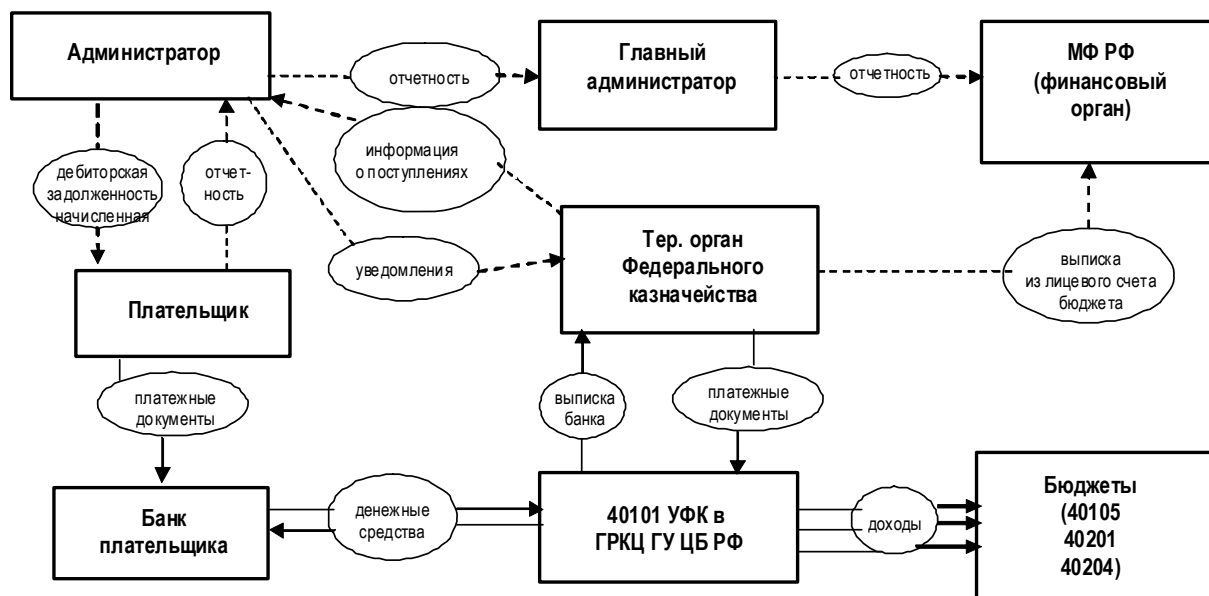 Администратор
Главный
администратор
МФ РФ
(финансовый
орган)
отчетность
отчетность
информация
о поступлениях
дебиторская
задолженность
начисленная
отчет-
ность
уведомления
Тер. орган
Федерального
казначейства
выписка
из лицевого счета
бюджета
Плательщик
платежные
документы
выписка
банка
платежные
документы
Банк
плательщика
денежные
средства
40101 УФК в
ГРКЦ ГУ ЦБ РФ
доходы
Бюджеты
(40105
40201
40204)